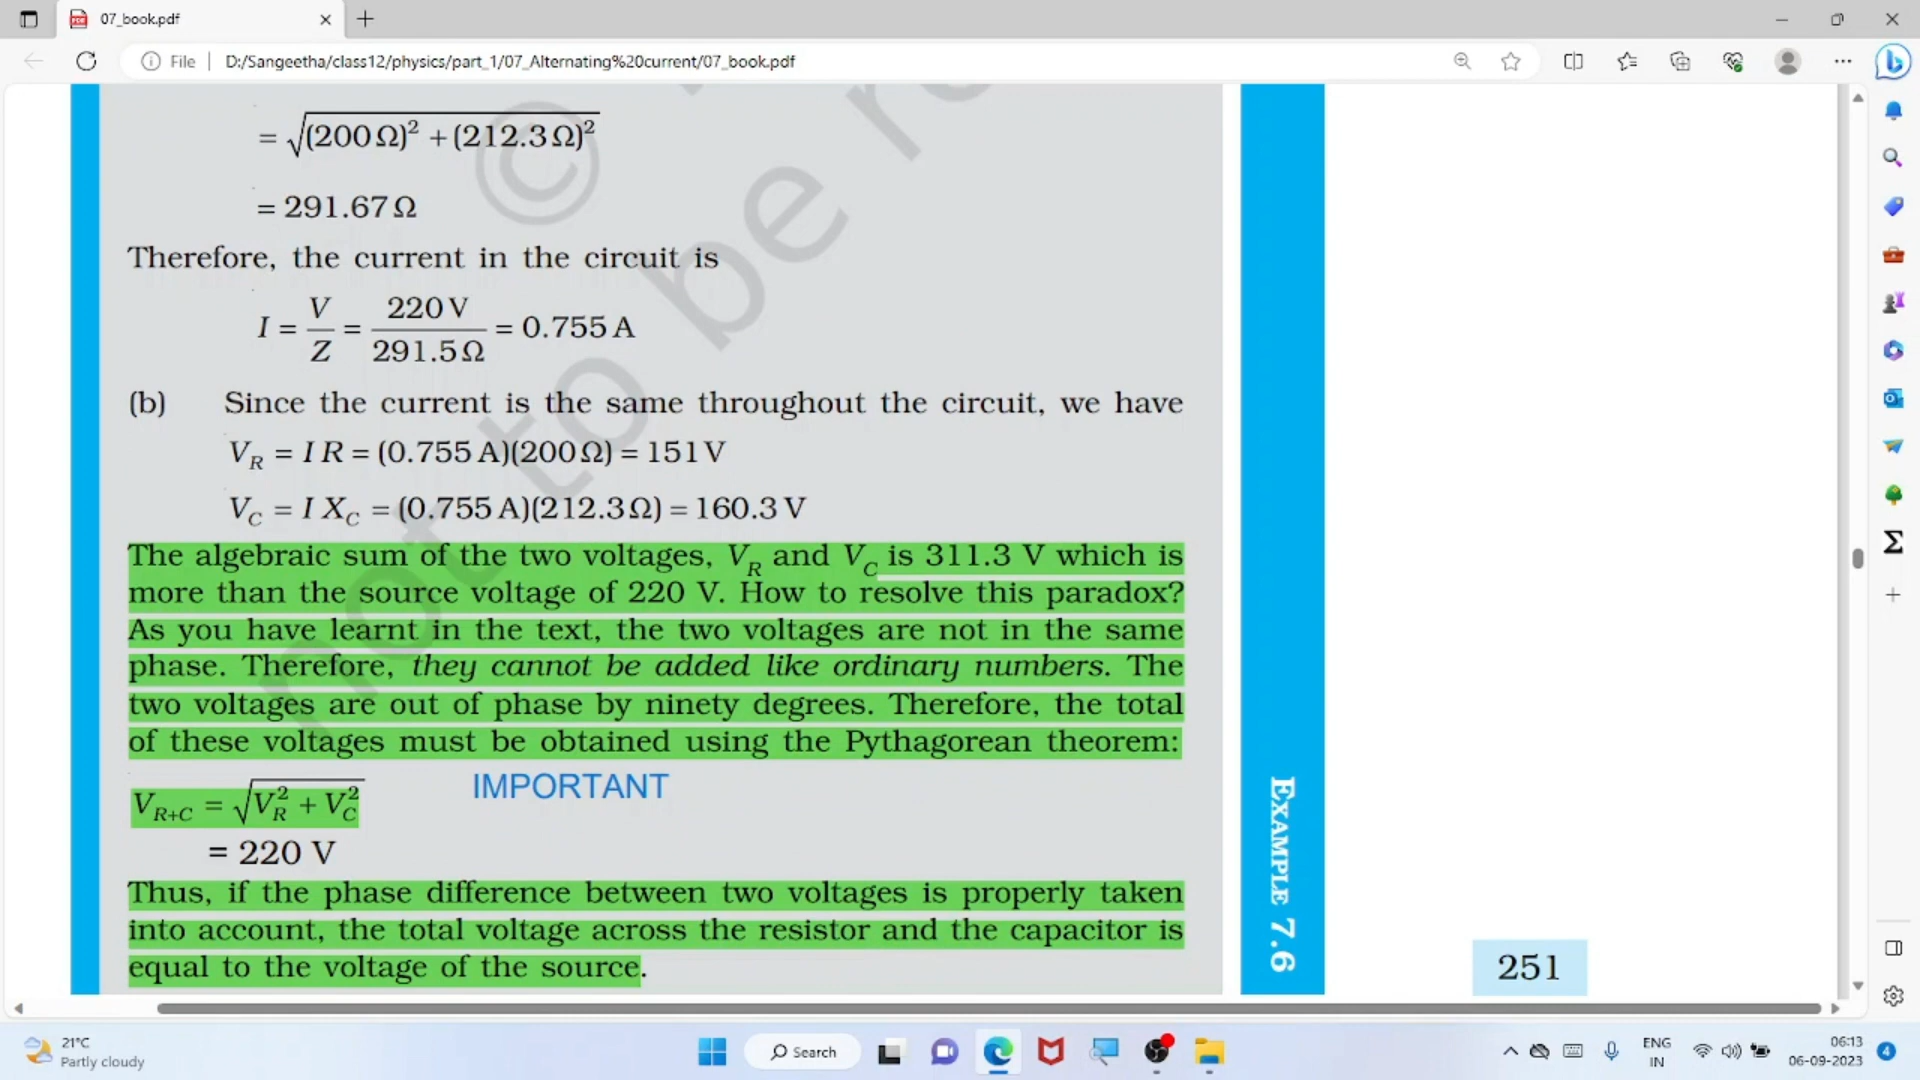 07_book.pdf
File | D:/Sangeetha/class12/physics/part_1/07_Alternating%20current/07_book.pdf
= √(200 Ω)² + (212.3 Ω)²
= 291.67 Ω
Therefore, the current in the circuit is
I = V/Z = 220 V/291.5 Ω = 0.755 A
(b) Since the current is the same throughout the circuit, we have
V_R = I R = (0.755 A)(200 Ω) = 151 V
V_C = I X_C = (0.755 A)(212.3 Ω) = 160.3 V
The algebraic sum of the two voltages, V_R and V_C is 311.3 V which is
more than the source voltage of 220 V. How to resolve this paradox?
As you have learnt in the text, the two voltages are not in the same
phase. Therefore, they cannot be added like ordinary numbers. The
two voltages are out of phase by ninety degrees. Therefore, the total
of these voltages must be obtained using the Pythagorean theorem:
V_R+C = √V_R² + V_C²
IMPORTANT
= 220 V
Thus, if the phase difference between two voltages is properly taken
into account, the total voltage across the resistor and the capacitor is
equal to the voltage of the source.
EXAMPLE 7.6
251
© not to be re
21°C
Partly cloudy
Search
ENG
IN
06:13
06-09-2023
4